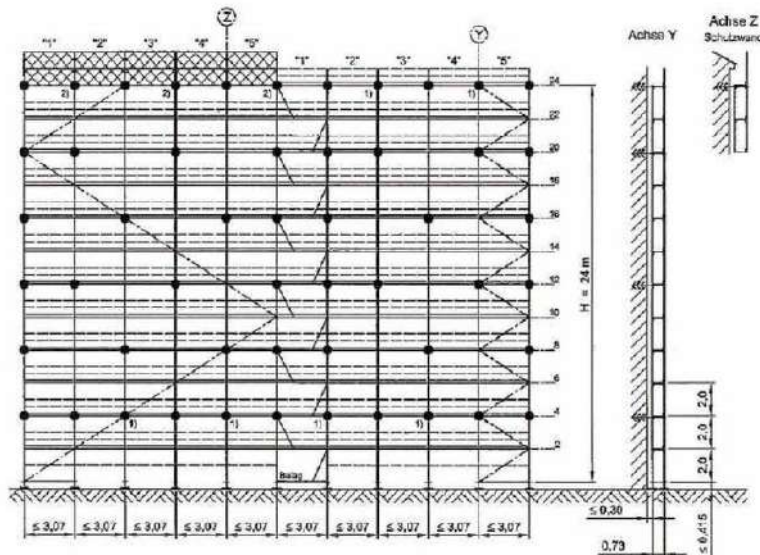 Z
Achse Z
Schutzwand
Y
Achse Y
"1" "2" "3" "4" "5" "1" "2" "3" "4" "5"
24
2) 2) 2) 2) 1) 1)
22
20
18
16
14
12
10
8
6
4
1) 1) 1) 1)
2
H = 24 m
2,0
2,0
2,0
Belag
≤ 3,07 ≤ 3,07 ≤ 3,07 ≤ 3,07 ≤ 3,07 ≤ 3,07 ≤ 3,07 ≤ 3,07 ≤ 3,07 ≤ 3,07
≤ 0,30
0,73
≤ 0,415